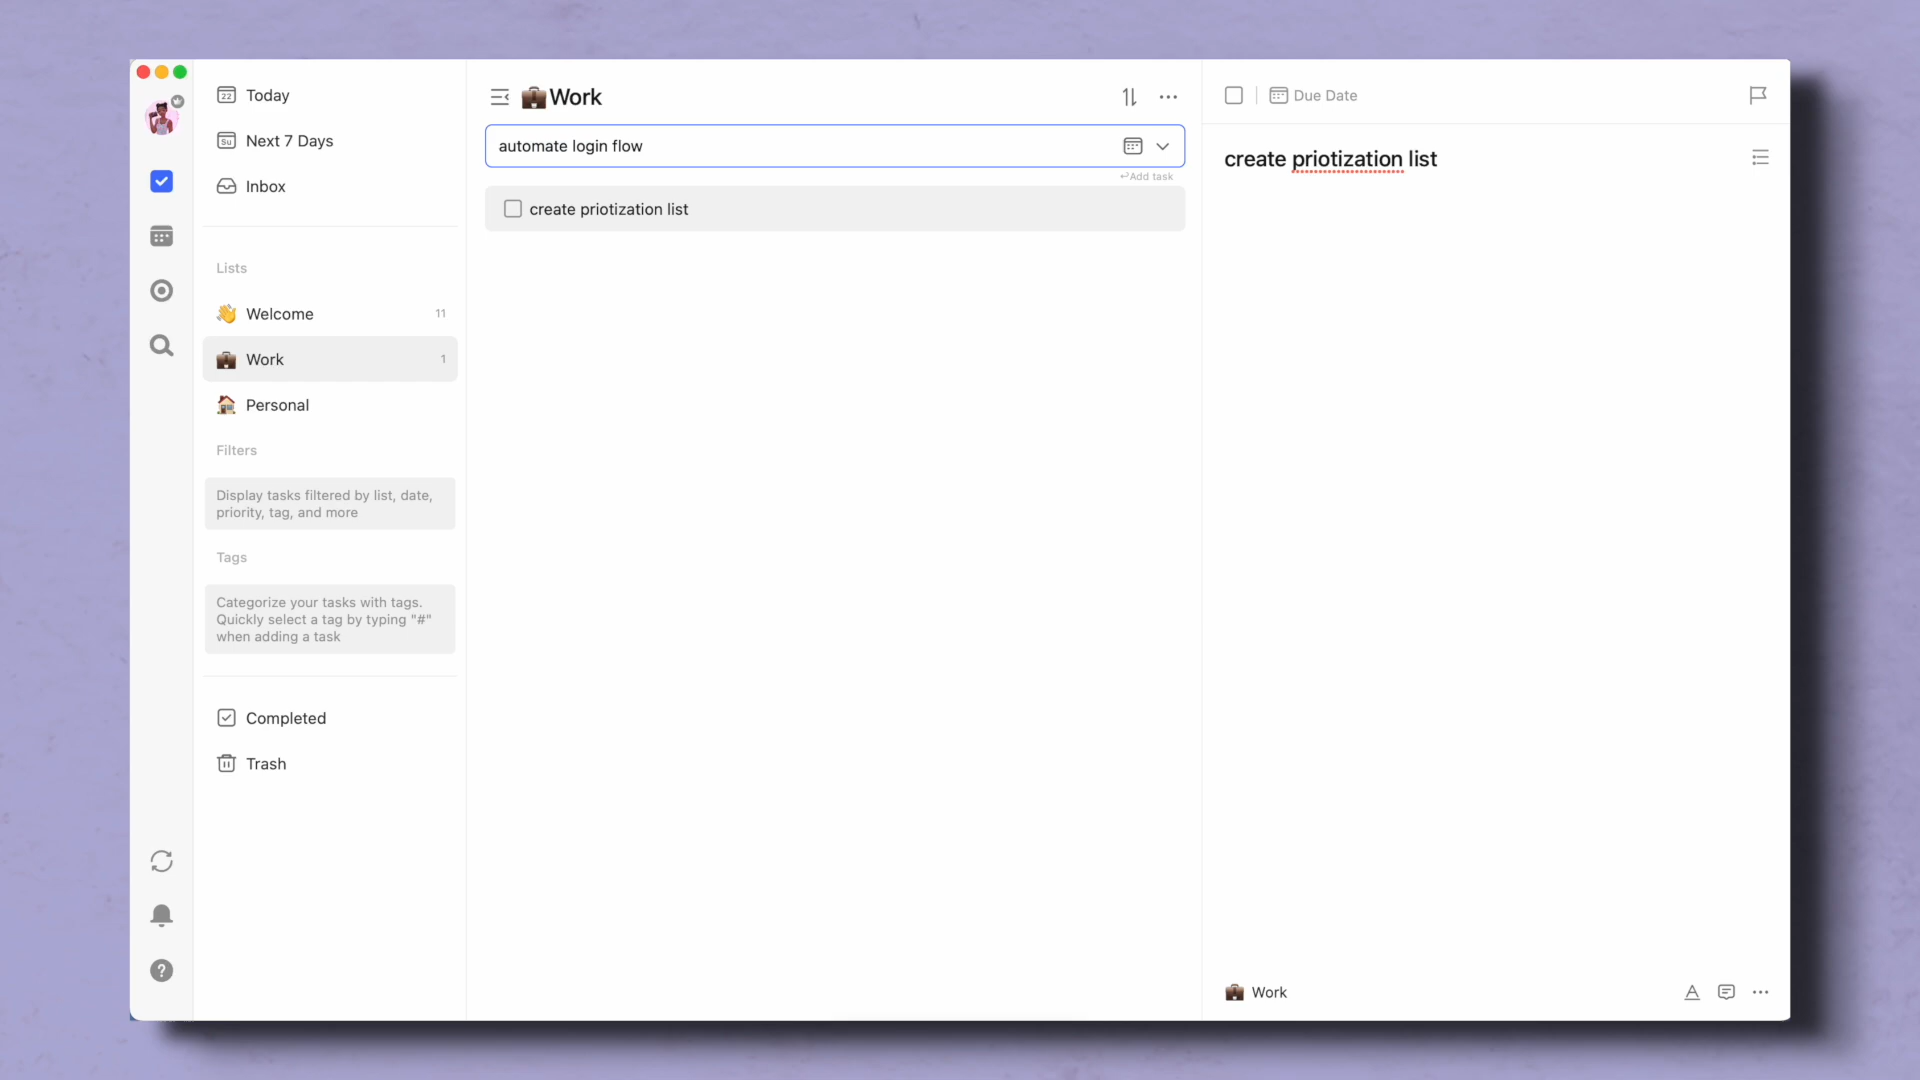 22 Today
Su Next 7 Days
Inbox
Lists
👋 Welcome 11
💼 Work 1
🏠 Personal
Filters
Display tasks filtered by list, date,
priority, tag, and more
Tags
Categorize your tasks with tags.
Quickly select a tag by typing "#"
when adding a task
Completed
Trash
💼Work
automate login flow
↩Add task
create priotization list
Due Date
create priotization list
💼 Work